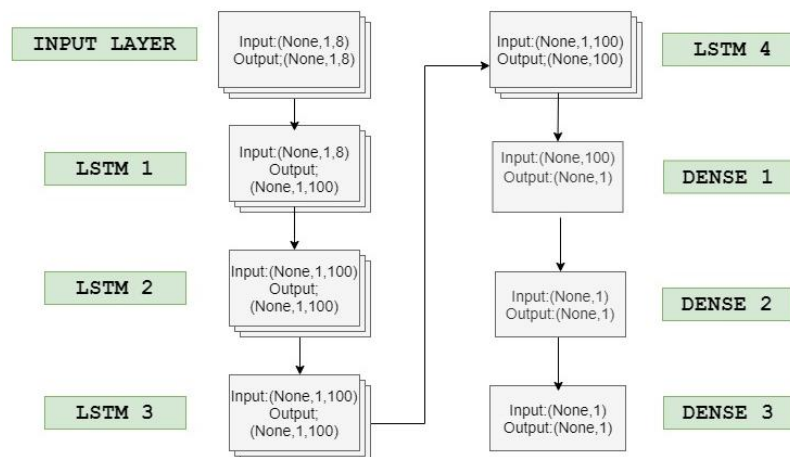 INPUT LAYER
Input:(None,1,8)
Output;(None,1,8)
LSTM 1
Input:(None,1,8)
Output;
(None,1,100)
LSTM 2
Input:(None,1,100)
Output;
(None,1,100)
LSTM 3
Input:(None,1,100)
Output;
(None,1,100)
Input:(None,1,100)
Output;(None,100)
LSTM 4
Input:(None,100)
Output:(None,1)
DENSE 1
Input:(None,1)
Output:(None,1)
DENSE 2
Input:(None,1)
Output:(None,1)
DENSE 3